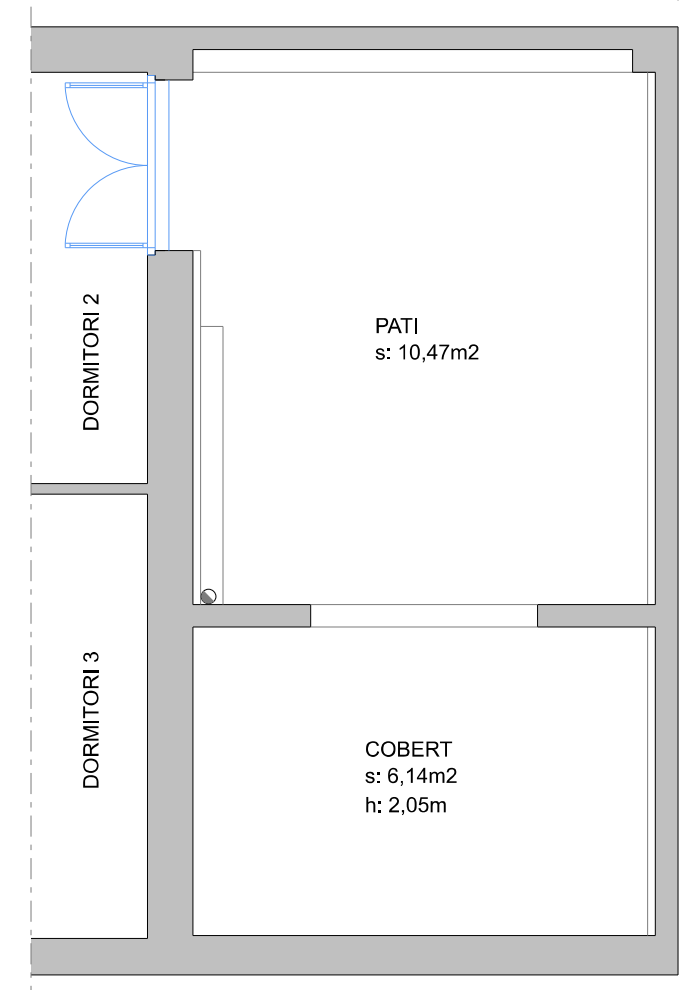 DORMITORI 2
PATI
s: 10,47m2
DORMITORI 3
COBERT
s: 6,14m2
h: 2,05m